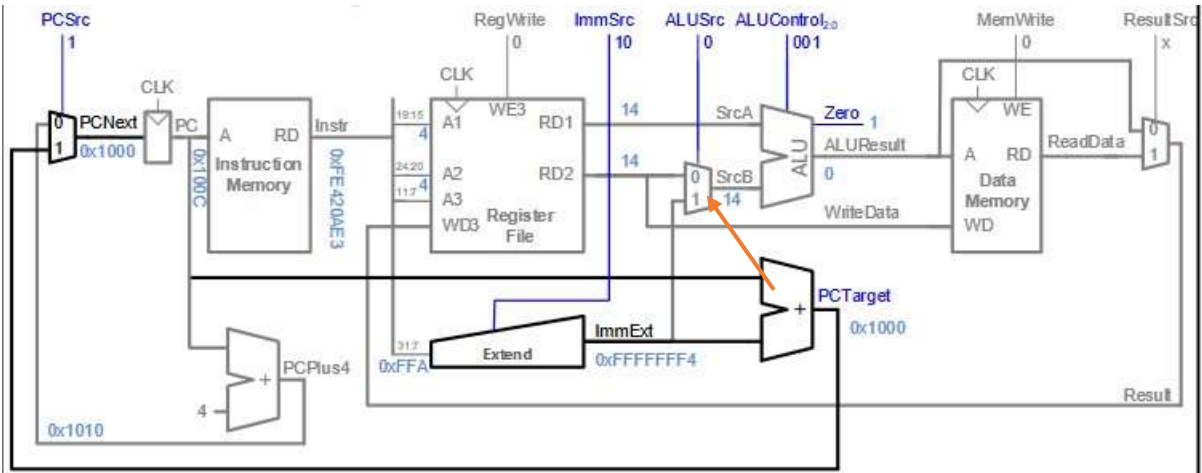 PCSrc
1
RegWrite
0
ImmSrc
10
ALUSrc
0
ALUControl2:0
001
MemWrite
0
ResultSrc
x
CLK
CLK
CLK
0
1
PCNext
0x1000
PC
0x100C
A
RD
Instruction
Memory
Instr
0xFE420AE3
19:15
4
A1
WE3
RD1
14
SrcA
24:20
4
A2
RD2
14
11:7
A3
WD3
Register
File
0
1
SrcB
14
ALU
Zero
1
ALUResult
0
WE
A
RD
Data
Memory
WD
ReadData
WriteData
0
1
+
PCTarget
0x1000
31:7
0xFFA
Extend
ImmExt
0xFFFFFFF4
+
4
PCPlus4
0x1010
Result